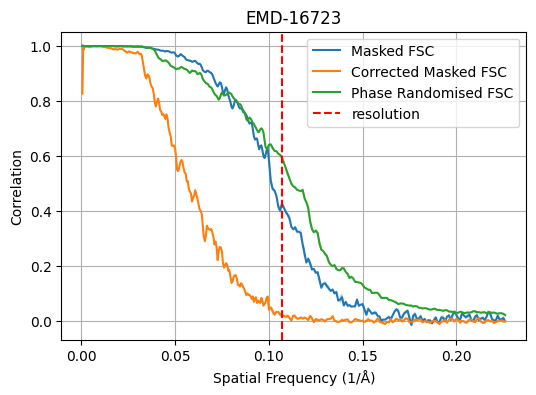 EMD-16723
Masked FSC
Corrected Masked FSC
Phase Randomised FSC
resolution
Correlation
1.0
0.8
0.6
0.4
0.2
0.0
0.00 0.05 0.10 0.15 0.20
Spatial Frequency (1/Å)